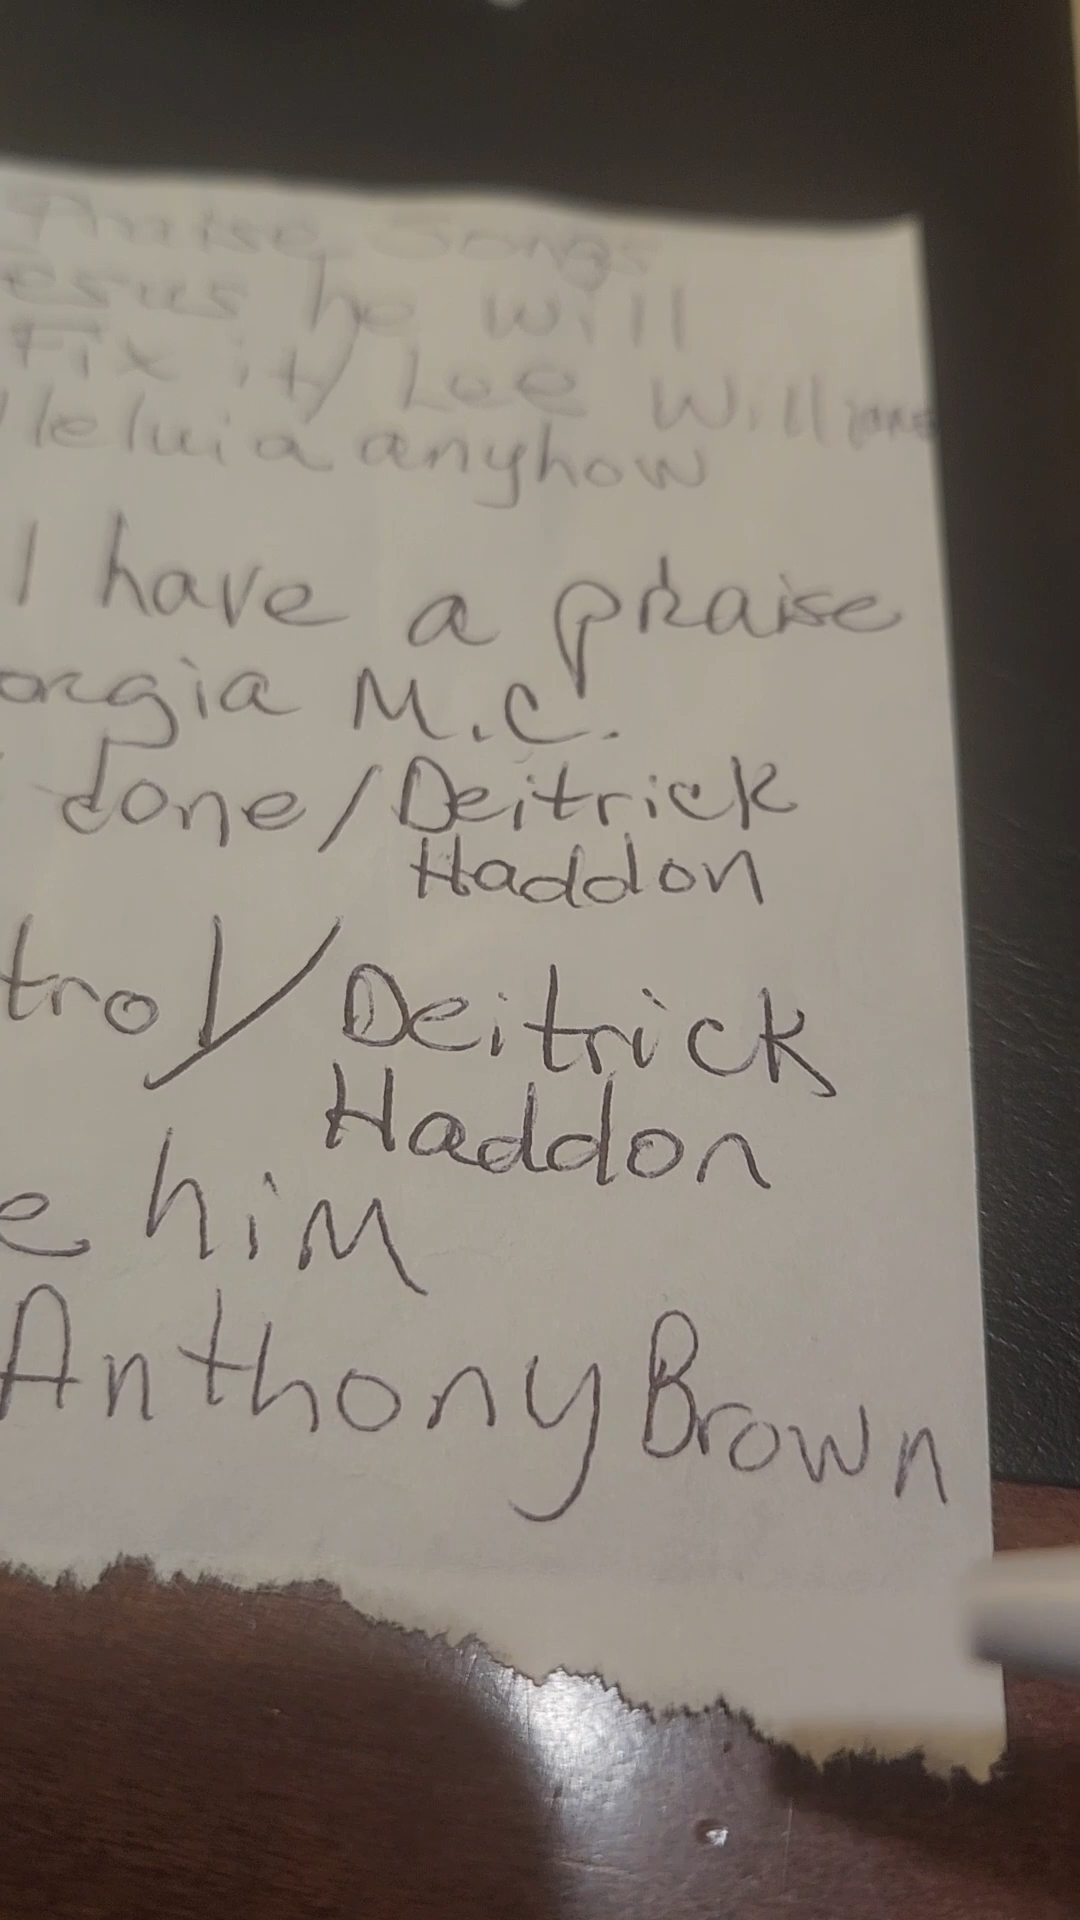 Praise Songs
esus he will
Fix it/ Lee Williams
lleluia anyhow
I have a praise
orgia M.C.
done/Deitrick
Haddon
trol/Deitrick
Haddon
e him
Anthony Brown